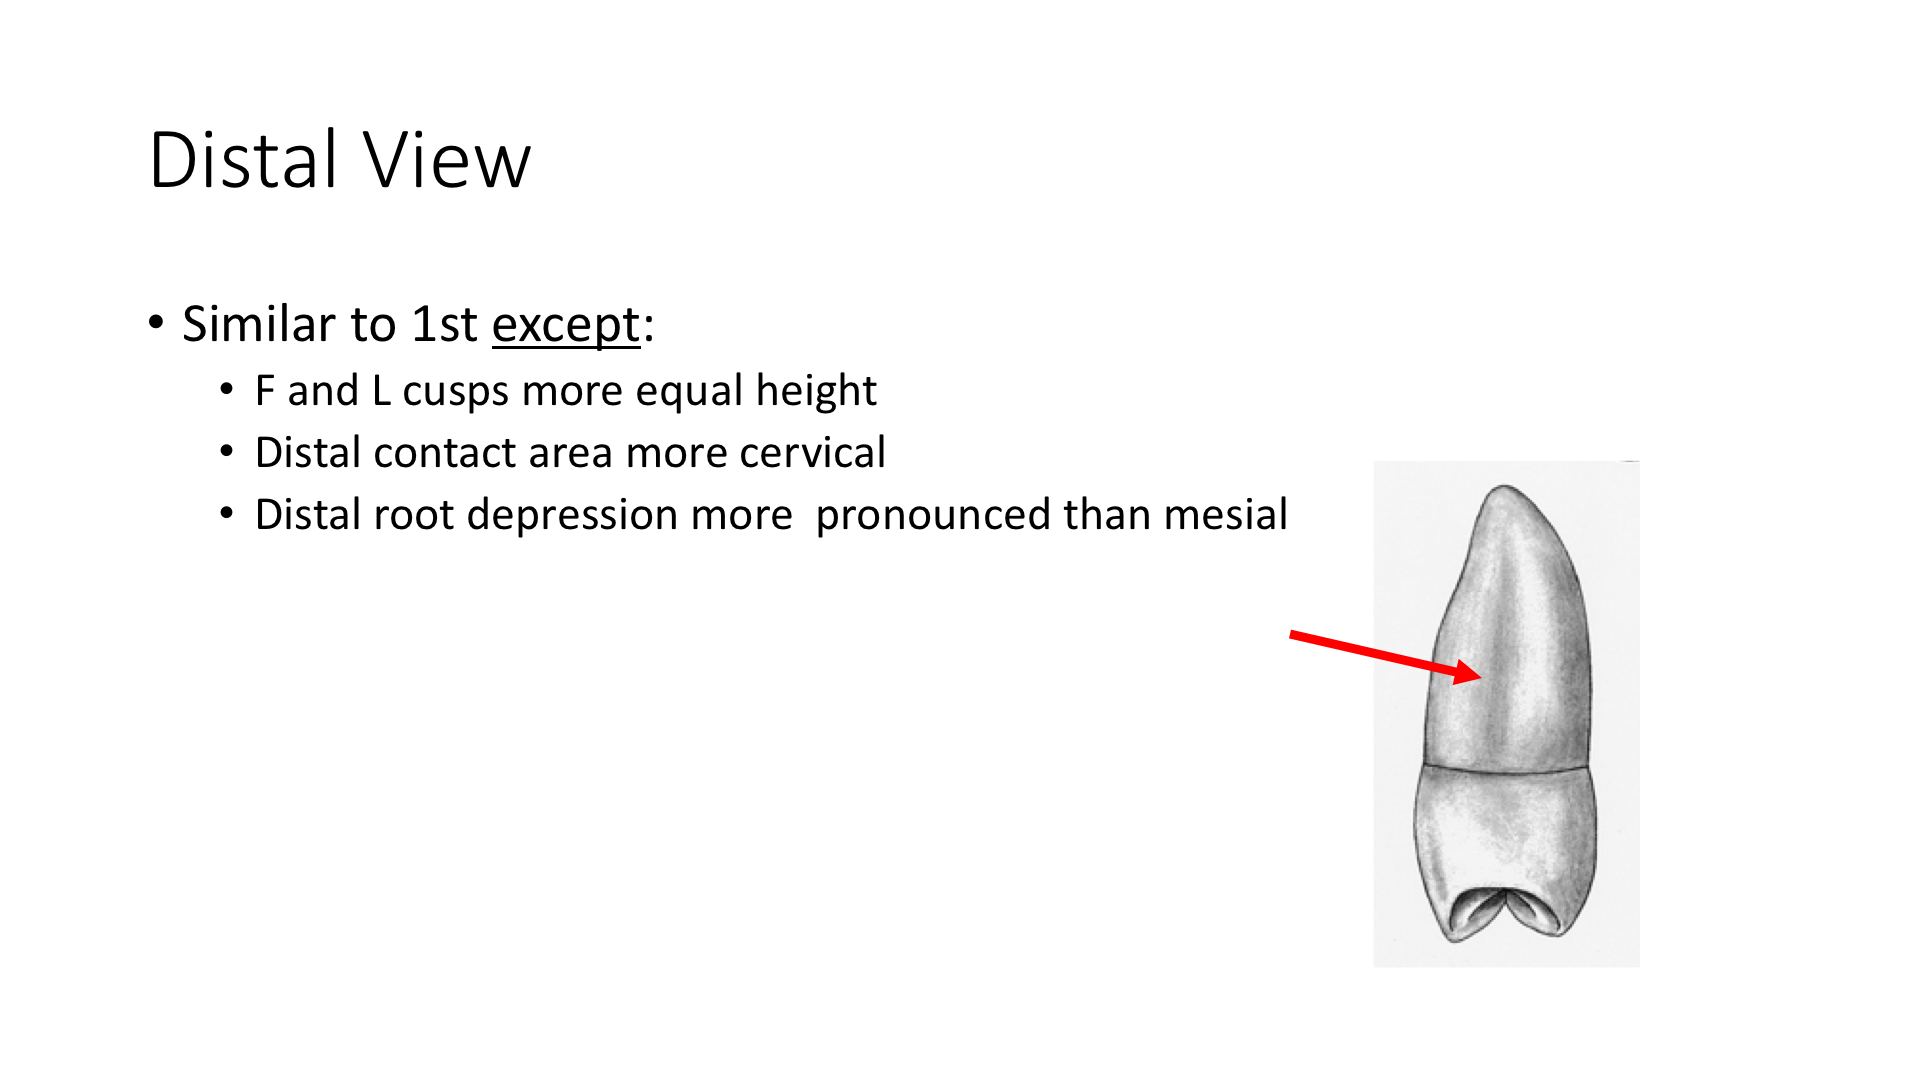 Distal View
• Similar to 1st except:
• F and L cusps more equal height
• Distal contact area more cervical
• Distal root depression more  pronounced than mesial